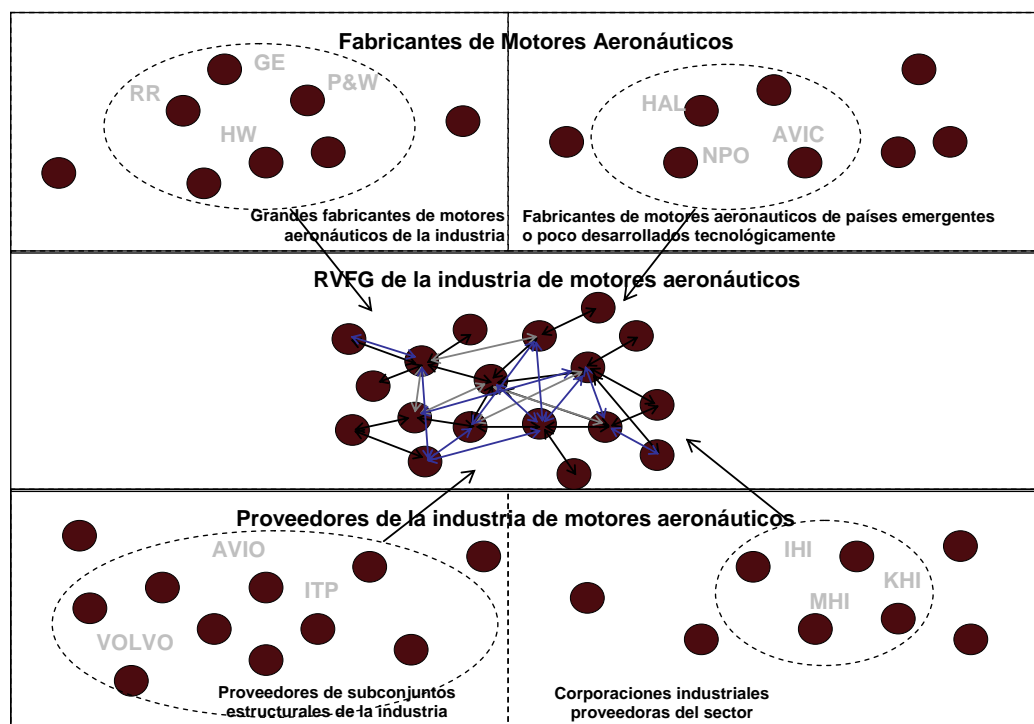 Fabricantes de Motores Aeronáuticos
GE
P&W
RR
HW
Grandes fabricantes de motores
aeronáuticos de la industria
HAL
AVIC
NPO
Fabricantes de motores aeronauticos de países emergentes
o poco desarrollados tecnológicamente
RVFG de la industria de motores aeronáuticos
Proveedores de la industria de motores aeronáuticos
AVIO
ITP
VOLVO
Proveedores de subconjuntos
estructurales de la industria
IHI
KHI
MHI
Corporaciones industriales
proveedoras del sector